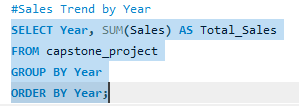 #Sales Trend by Year
SELECT Year, SUM(Sales) AS Total_Sales
FROM capstone_project
GROUP BY Year
ORDER BY Year;